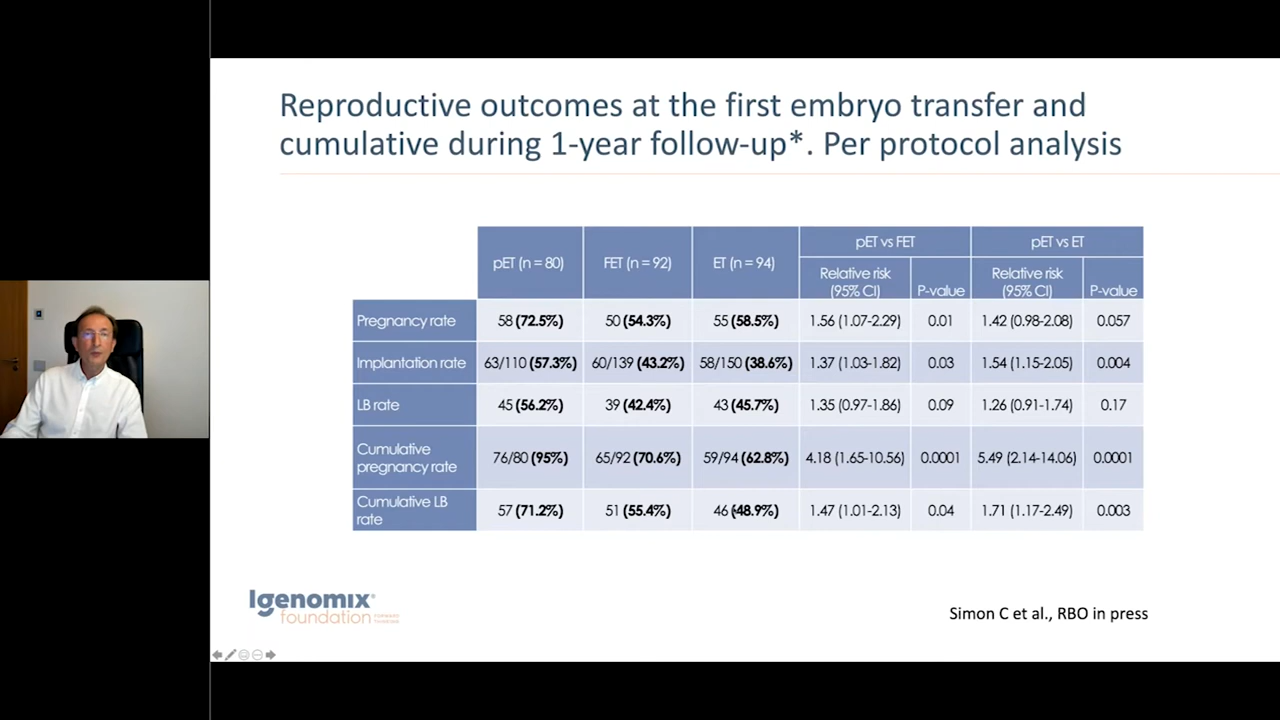 Reproductive outcomes at the first embryo transfer and
cumulative during 1-year follow-up*. Per protocol analysis
pET (n = 80) FET (n = 92) ET (n = 94) pET vs FET pET vs ET
Relative risk (95% CI) P-value Relative risk (95% CI) P-value
Pregnancy rate 58 (72.5%) 50 (54.3%) 55 (58.5%) 1.56 (1.07-2.29) 0.01 1.42 (0.98-2.08) 0.057
Implantation rate 63/110 (57.3%) 60/139 (43.2%) 58/150 (38.6%) 1.37 (1.03-1.82) 0.03 1.54 (1.15-2.05) 0.004
LB rate 45 (56.2%) 39 (42.4%) 43 (45.7%) 1.35 (0.97-1.86) 0.09 1.26 (0.91-1.74) 0.17
Cumulative pregnancy rate 76/80 (95%) 65/92 (70.6%) 59/94 (62.8%) 4.18 (1.65-10.56) 0.0001 5.49 (2.14-14.06) 0.0001
Cumulative LB rate 57 (71.2%) 51 (55.4%) 46 (48.9%) 1.47 (1.01-2.13) 0.04 1.71 (1.17-2.49) 0.003
Igenomix
foundation
Simon C et al., RBO in press